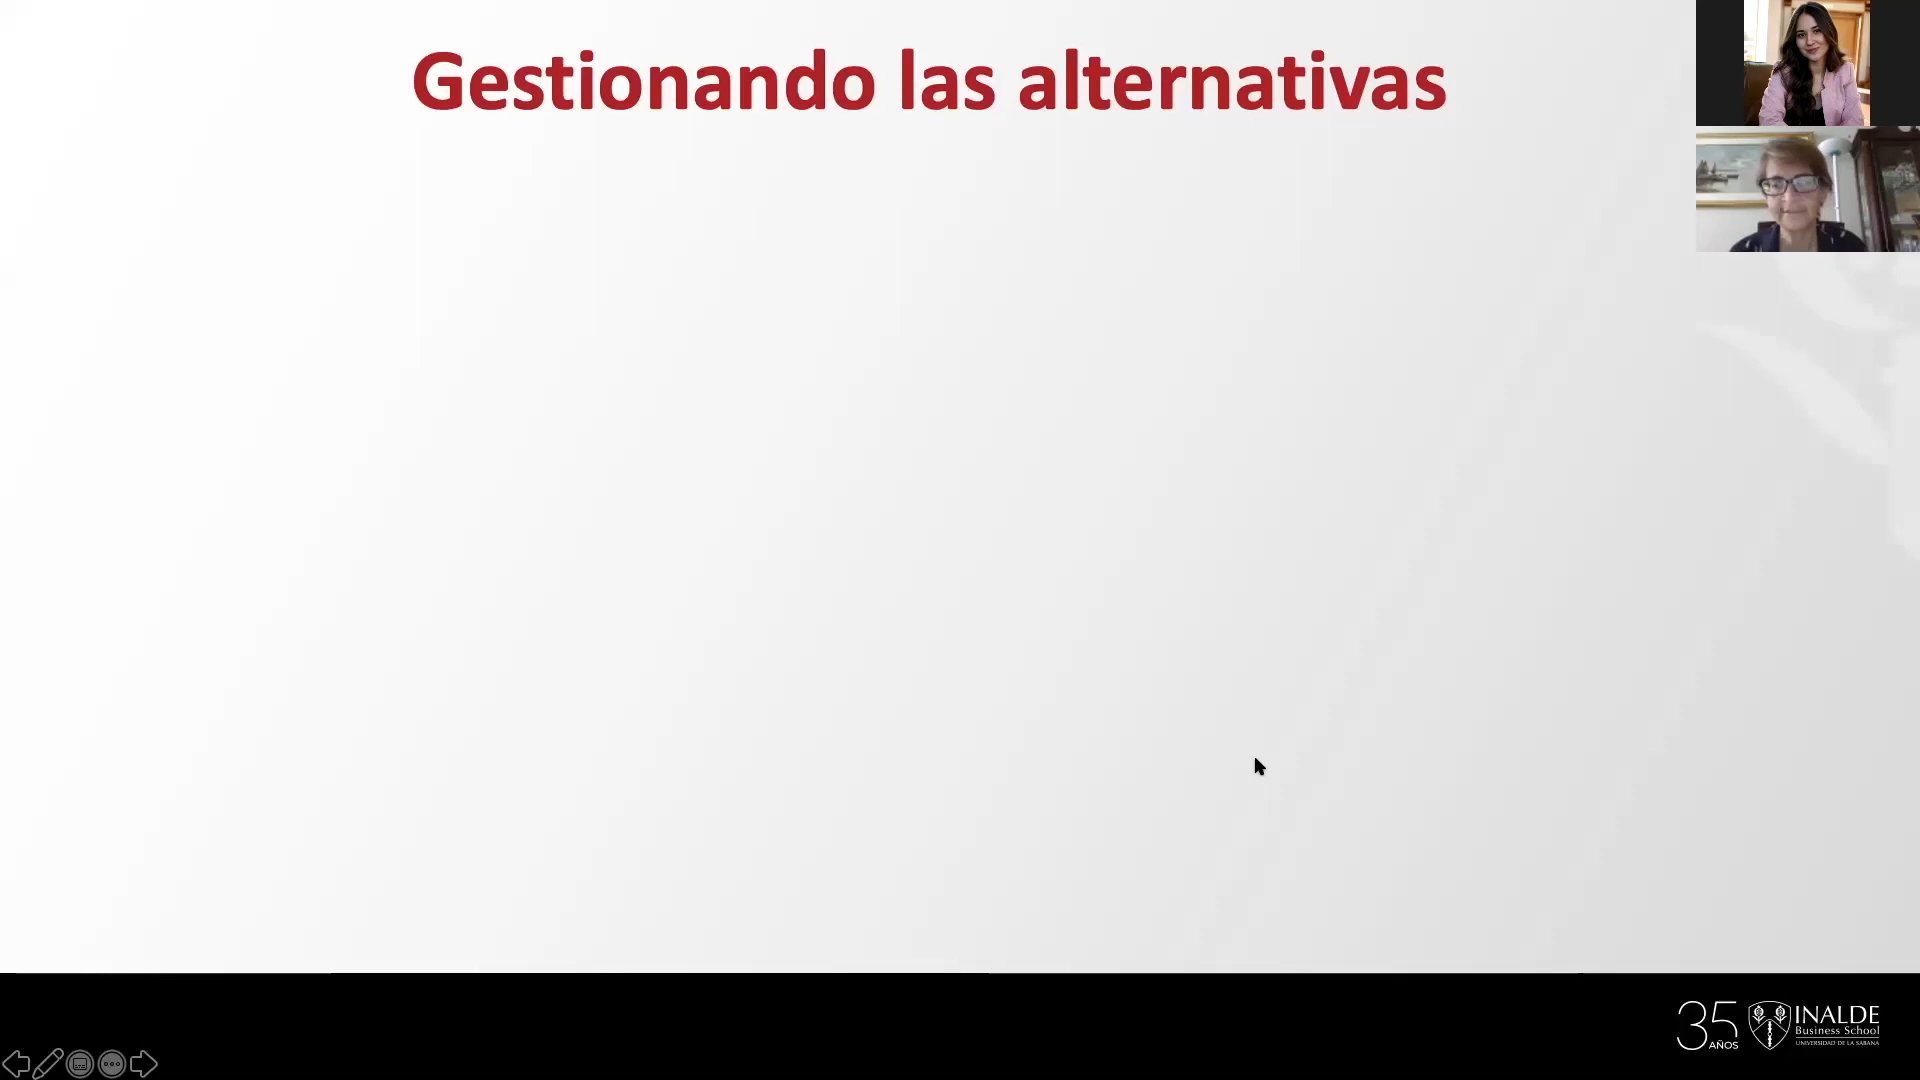 Gestionando las alternativas
35 AÑOS
INALDE
Business School
UNIVERSIDAD DE LA SABANA